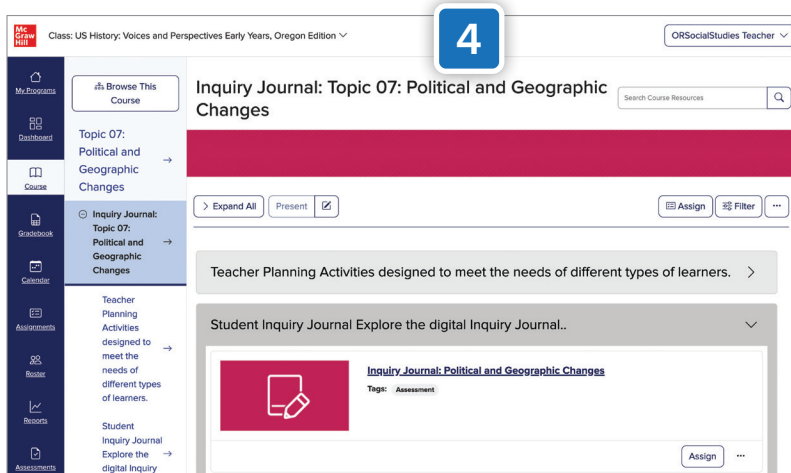 Mc
Graw
Hill
Class: US History: Voices and Perspectives Early Years, Oregon Edition
4
ORSocialStudies Teacher
My Programs
Dashboard
Course
Gradebook
Calendar
Assignments
Roster
Reports
Assessments
Browse This
Course
Topic 07:
Political and
Geographic
Changes
Inquiry Journal:
Topic 07:
Political and
Geographic
Changes
Teacher
Planning
Activities
designed to
meet the
needs of
different types
of learners.
Student
Inquiry Journal
Explore the
digital Inquiry
Inquiry Journal: Topic 07: Political and Geographic
Changes
Search Course Resources
Expand All
Present
Assign
Filter
Teacher Planning Activities designed to meet the needs of different types of learners.
Student Inquiry Journal Explore the digital Inquiry Journal..
Inquiry Journal: Political and Geographic Changes
Tags: Assessment
Assign